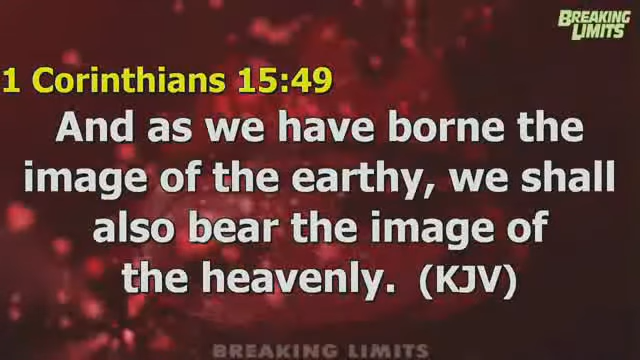 BREAKING
LIMITS
1 Corinthians 15:49
And as we have borne the
image of the earthy, we shall
also bear the image of
the heavenly. (KJV)
BREAKING LIMITS